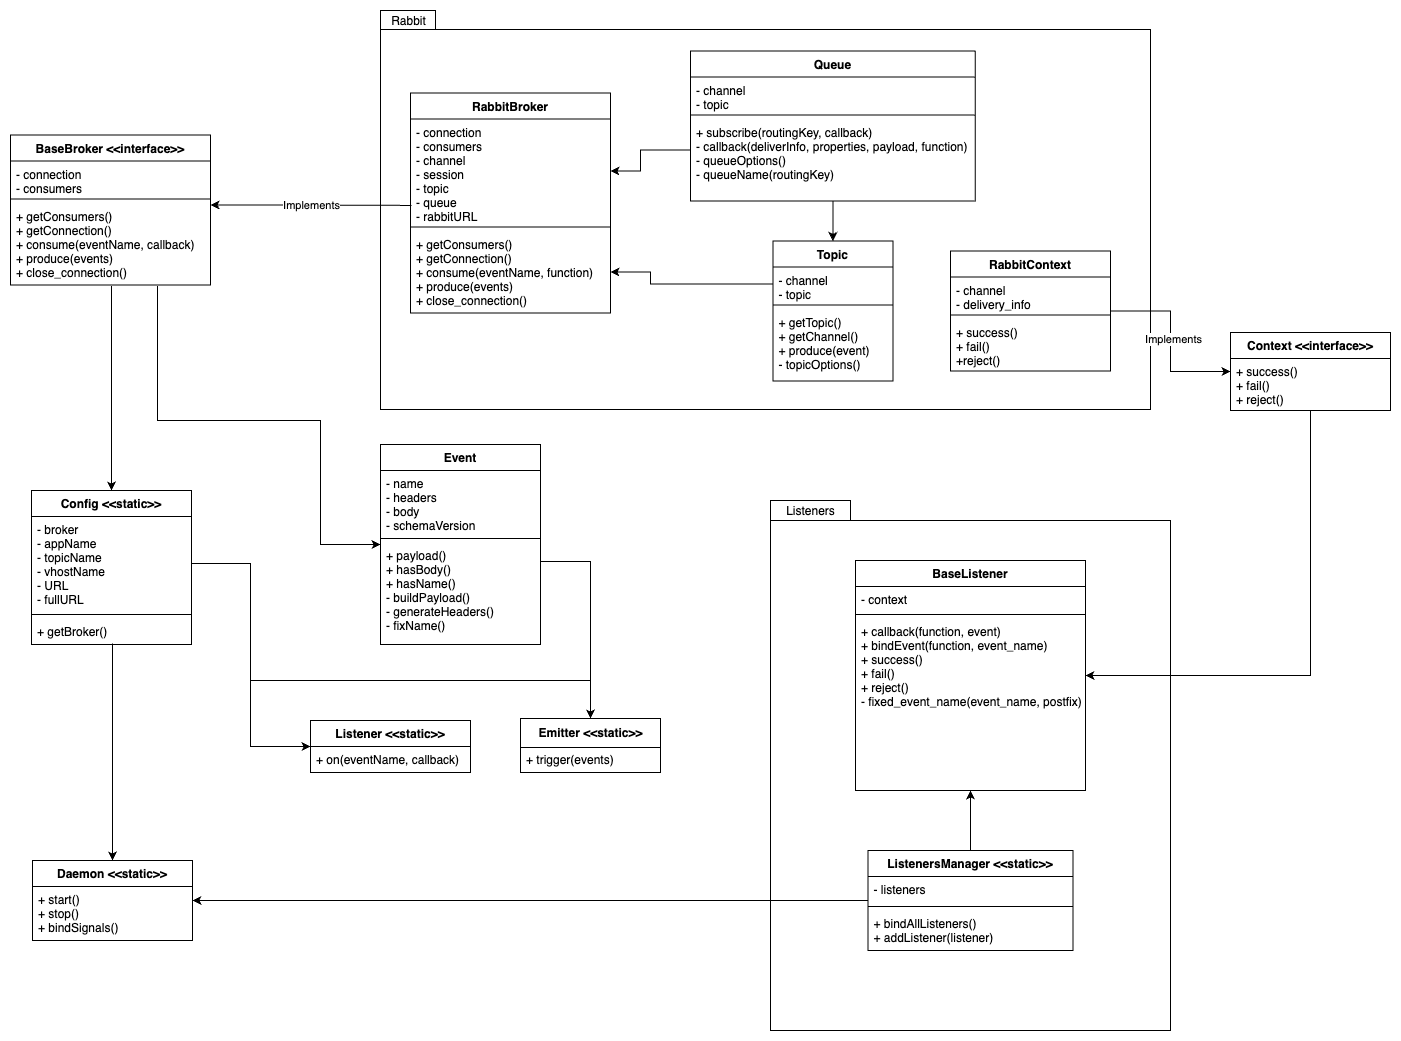 Rabbit
Queue
- channel
- topic
+ subscribe(routingKey, callback)
- callback(deliverInfo, properties, payload, function)
- queueOptions()
- queueName(routingKey)
RabbitBroker
- connection
- consumers
- channel
- session
- topic
- queue
- rabbitURL
+ getConsumers()
+ getConnection()
+ consume(eventName, function)
+ produce(events)
+ close_connection()
BaseBroker <<interface>>
- connection
- consumers
+ getConsumers()
+ getConnection()
+ consume(eventName, callback)
+ produce(events)
+ close_connection()
Implements
Topic
- channel
- topic
+ getTopic()
+ getChannel()
+ produce(event)
- topicOptions()
RabbitContext
- channel
- delivery_info
+ success()
+ fail()
+reject()
Implements
Context <<interface>>
+ success()
+ fail()
+ reject()
Event
- name
- headers
- body
- schemaVersion
+ payload()
+ hasBody()
+ hasName()
- buildPayload()
- generateHeaders()
- fixName()
Config <<static>>
- broker
- appName
- topicName
- vhostName
- URL
- fullURL
+ getBroker()
Listeners
BaseListener
- context
+ callback(function, event)
+ bindEvent(function, event_name)
+ success()
+ fail()
+ reject()
- fixed_event_name(event_name, postfix)
Listener <<static>>
+ on(eventName, callback)
Emitter <<static>>
+ trigger(events)
Daemon <<static>>
+ start()
+ stop()
+ bindSignals()
ListenersManager <<static>>
- listeners
+ bindAllListeners()
+ addListener(listener)